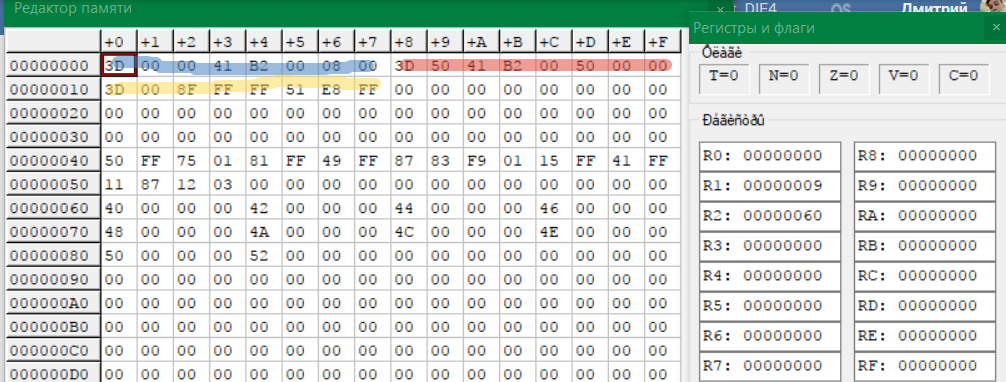 Редактор памяти
DIF4
OS
Дмитрий
+0 +1 +2 +3 +4 +5 +6 +7 +8 +9 +A +B +C +D +E +F
00000000 3D 00 00 41 B2 00 08 00 3D 50 41 B2 00 50 00 00
00000010 3D 00 8F FF FF 51 E8 FF 00 00 00 00 00 00 00 00
00000020 00 00 00 00 00 00 00 00 00 00 00 00 00 00 00 00
00000030 00 00 00 00 00 00 00 00 00 00 00 00 00 00 00 00
00000040 50 FF 75 01 81 FF 49 FF 87 83 F9 01 15 FF 41 FF
00000050 11 87 12 03 00 00 00 00 00 00 00 00 00 00 00 00
00000060 40 00 00 00 42 00 00 00 44 00 00 00 46 00 00 00
00000070 48 00 00 00 4A 00 00 00 4C 00 00 00 4E 00 00 00
00000080 50 00 00 00 52 00 00 00 00 00 00 00 00 00 00 00
00000090 00 00 00 00 00 00 00 00 00 00 00 00 00 00 00 00
000000A0 00 00 00 00 00 00 00 00 00 00 00 00 00 00 00 00
000000B0 00 00 00 00 00 00 00 00 00 00 00 00 00 00 00 00
000000C0 00 00 00 00 00 00 00 00 00 00 00 00 00 00 00 00
000000D0 00 00 00 00 00 00 00 00 00 00 00 00 00 00 00 00
Регистры и флаги
Ôëàãè
T=0 N=0 Z=0 V=0 C=0
Ðåãèñòðû
R0: 00000000 R8: 00000000
R1: 00000009 R9: 00000000
R2: 00000060 RA: 00000000
R3: 00000000 RB: 00000000
R4: 00000000 RC: 00000000
R5: 00000000 RD: 00000000
R6: 00000000 RE: 00000000
R7: 00000000 RF: 00000000